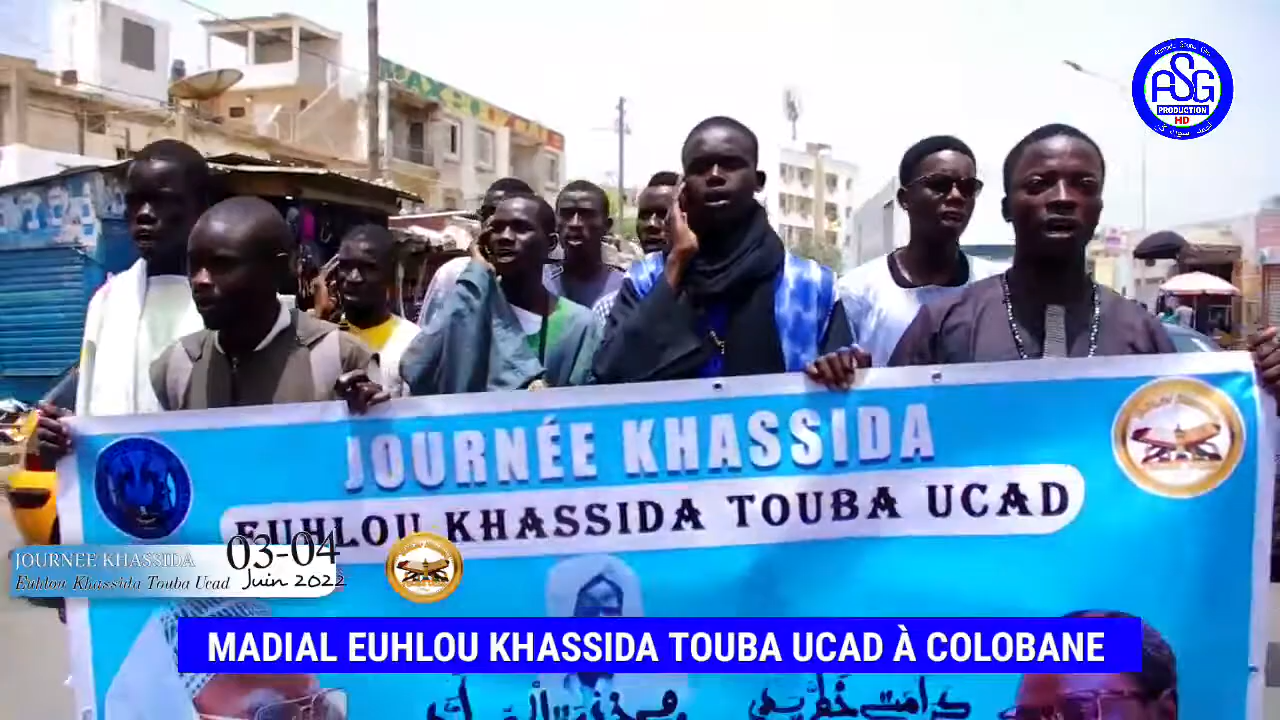 ASG
PRODUCTION
HD
JOURNÉE KHASSIDA
EUHLOU KHASSIDA TOUBA UCAD
JOURNEE KHASSIDA
Euhlou Khassida Touba Ucad
03-04
Juin 2022
MADIAL EUHLOU KHASSIDA TOUBA UCAD À COLOBANE